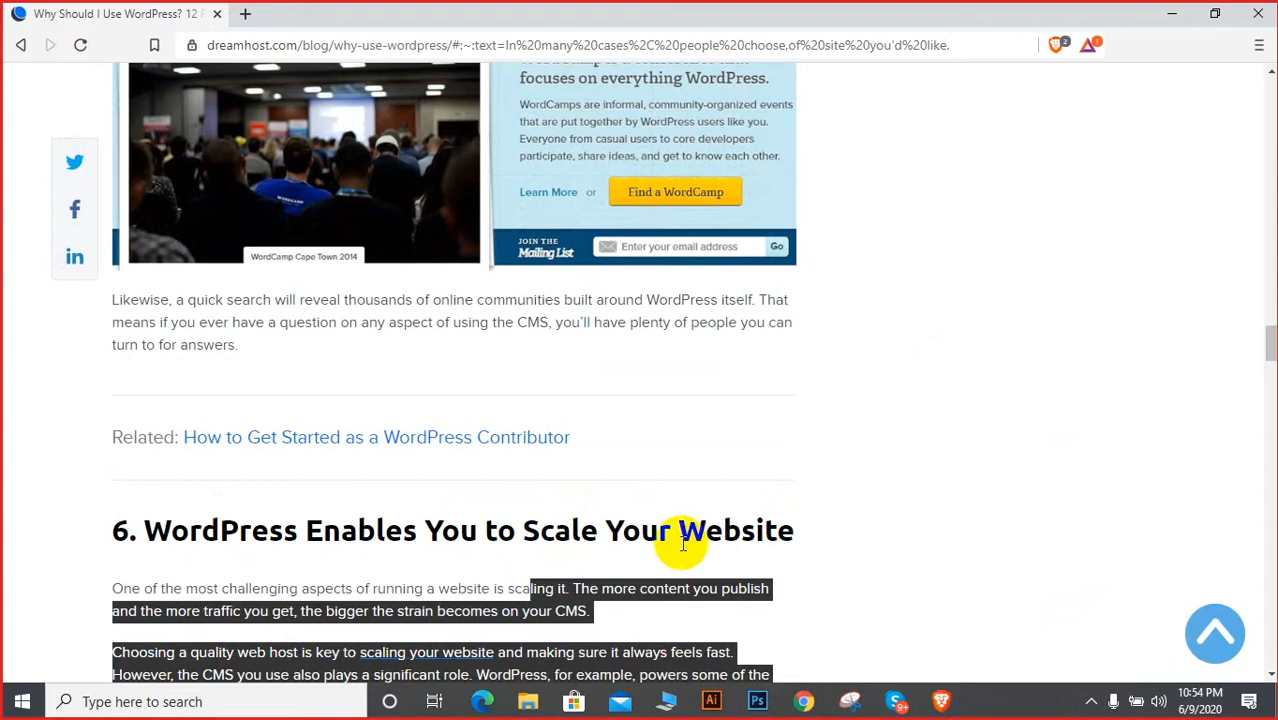 Why Should I Use WordPress? 12
dreamhost.com/blog/why-use-wordpress/#:~:text=In%20many%20cases%2C%20people%20choose,of%20site%20you'd%20like.
2
1
focuses on everything WordPress.
WordCamps are informal, community-organized events
that are put together by WordPress users like you.
Everyone from casual users to core developers
participate, share ideas, and get to know each other.
Learn More or Find a WordCamp
JOIN THE
Mailing List
Enter your email address Go
WORDCAMP
WordCamp Cape Town 2014
Likewise, a quick search will reveal thousands of online communities built around WordPress itself. That
means if you ever have a question on any aspect of using the CMS, you'll have plenty of people you can
turn to for answers.
Related: How to Get Started as a WordPress Contributor
6. WordPress Enables You to Scale Your Website
One of the most challenging aspects of running a website is scaling it. The more content you publish
and the more traffic you get, the bigger the strain becomes on your CMS.
Choosing a quality web host is key to scaling your website and making sure it always feels fast.
However, the CMS you use also plays a significant role. WordPress, for example, powers some of the
Type here to search
Ai
Ps
9+
10:54 PM
6/9/2020